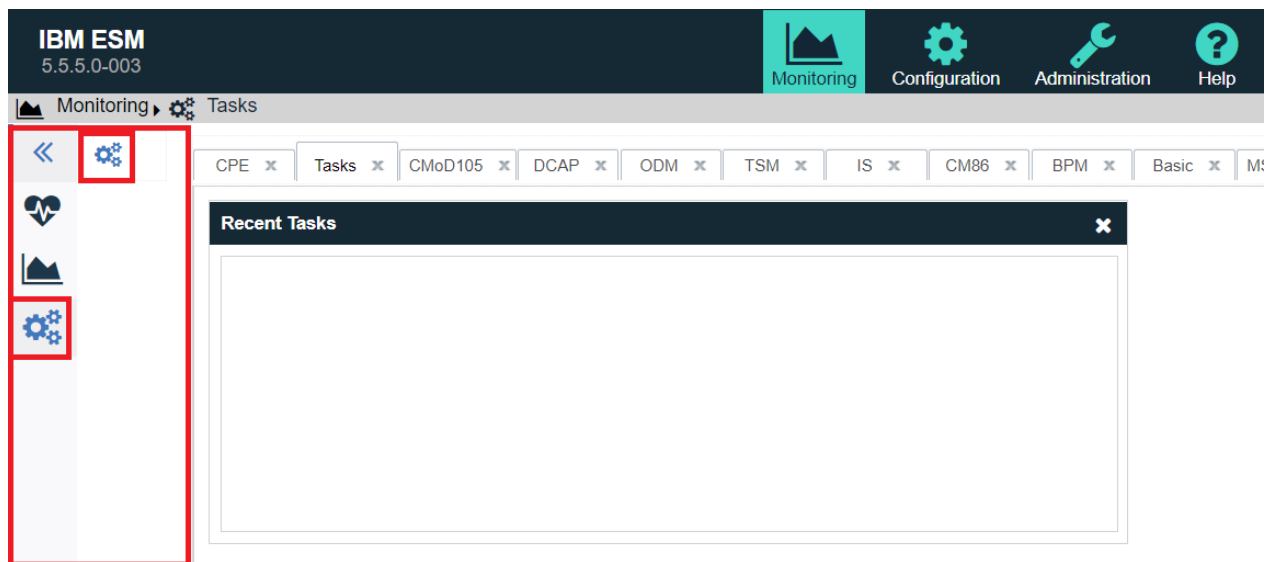 IBM ESM
5.5.5.0-003
Monitoring Configuration Administration Help
Monitoring Tasks
CPE x Tasks x CMoD105 x DCAP x ODM x TSM x IS x CM86 x BPM x Basic x MS
Recent Tasks